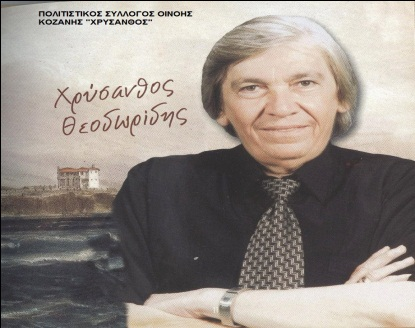 ΠΟΛΙΤΙΣΤΙΚΟΣ ΣΥΛΛΟΓΟΣ ΟΙΝΟΗΣ
ΚΟΖΑΝΗΣ "ΧΡΥΣΑΝΘΟΣ"
Χρύσανθος
Θεοδωρίδης